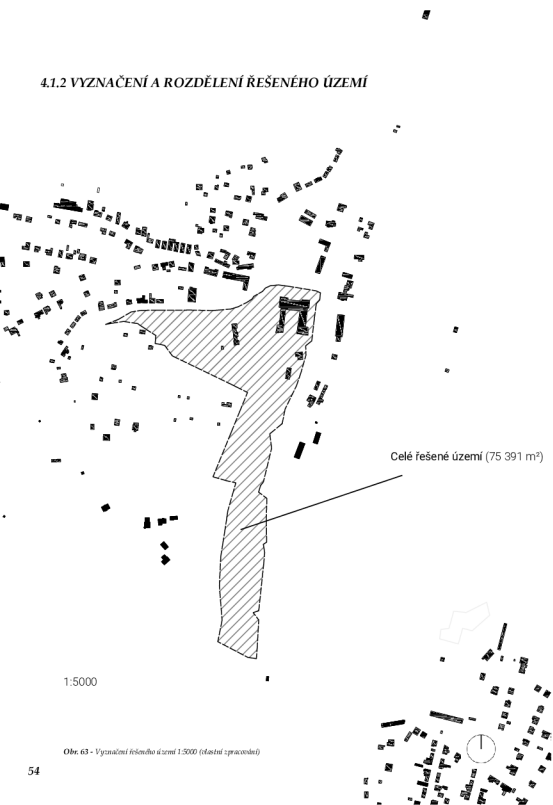 4.1.2 VYZNAČENÍ A ROZDĚLENÍ ŘEŠENÉHO ÚZEMÍ
Celé řešené území (75 391 m²)
1:5000
Obr. 63 - Vyznačení řešeného území 1:5000 (vlastní zpracování)
54